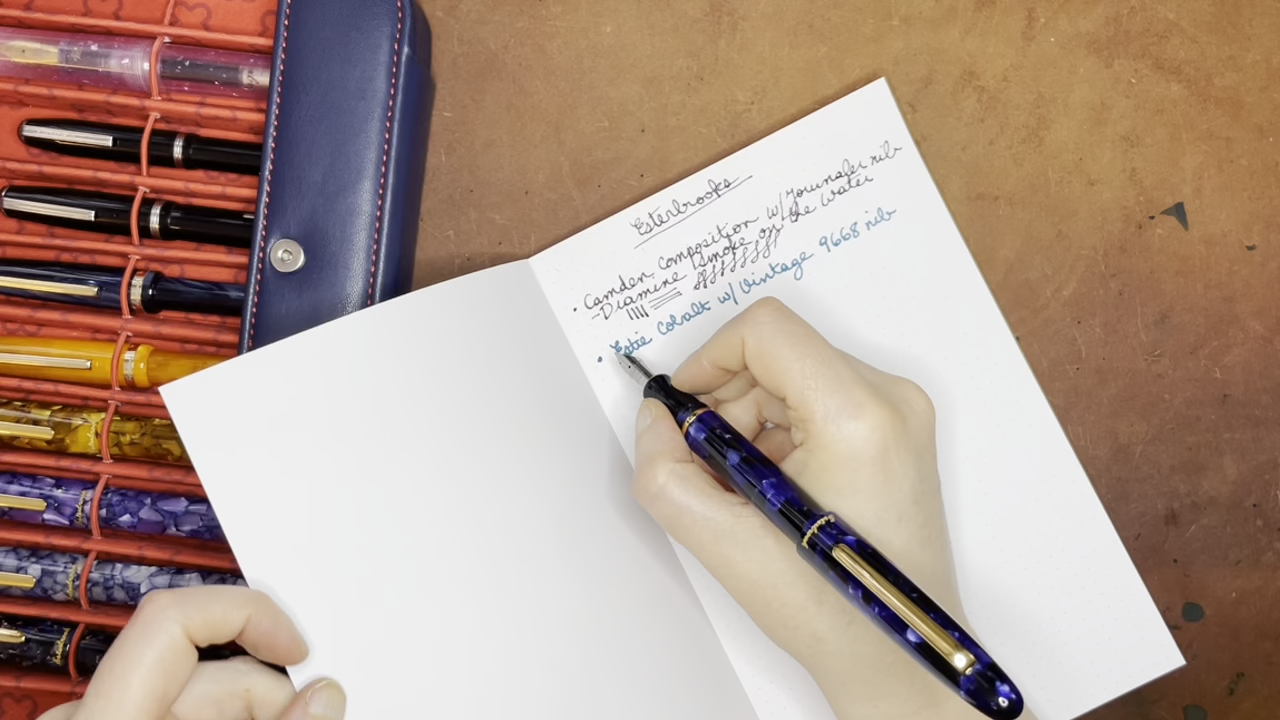 Esterbrooks
• Camden composition w/Journaler nib
-Diamine Smoke on the Water
• Estie Cobalt w/ Vintage 9668 nib